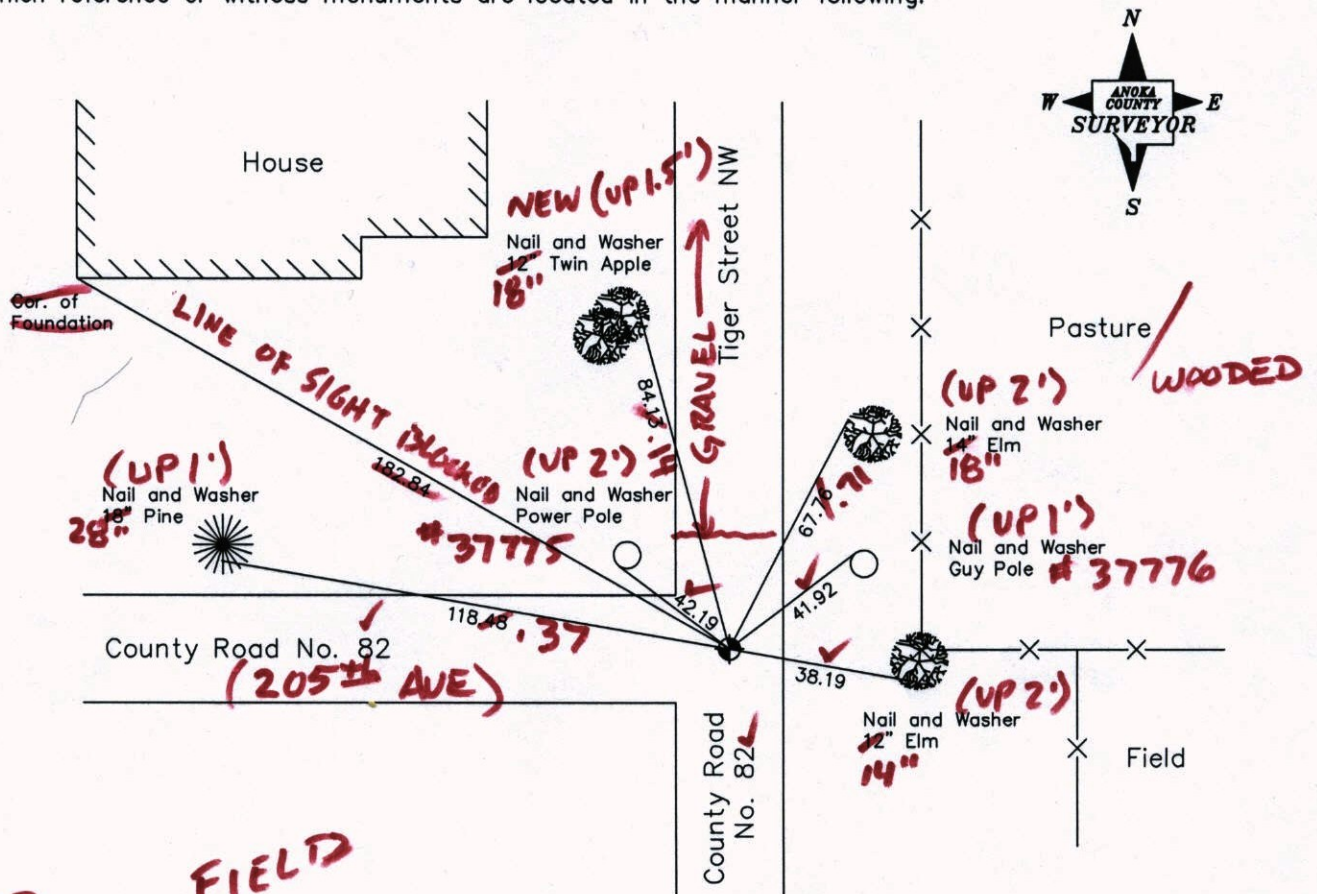 which reference or witness monuments are located in the manner following:
N
W
ANOKA
COUNTY
E
SURVEYOR
S
House
NEW (UP 1.5')
Nail and Washer
12" Twin Apple
18"
Tiger Street NW
GRAVEL
Cor. of
Foundation
LINE OF SIGHT BLOCKED
182.84
84.13
.11
Pasture / WOODED
(UP 2')
Nail and Washer
14" Elm
18"
67.76
.71
(UP 1')
Nail and Washer
18" Pine
28"
(UP 2')
Nail and Washer
Power Pole
#37775
42.19
(UP 1')
Nail and Washer
Guy Pole #37776
41.92
118.48 .37
County Road No. 82
(205th AVE)
38.19
(UP 2')
Nail and Washer
12" Elm
14"
County Road
No. 82
Field
FIELD